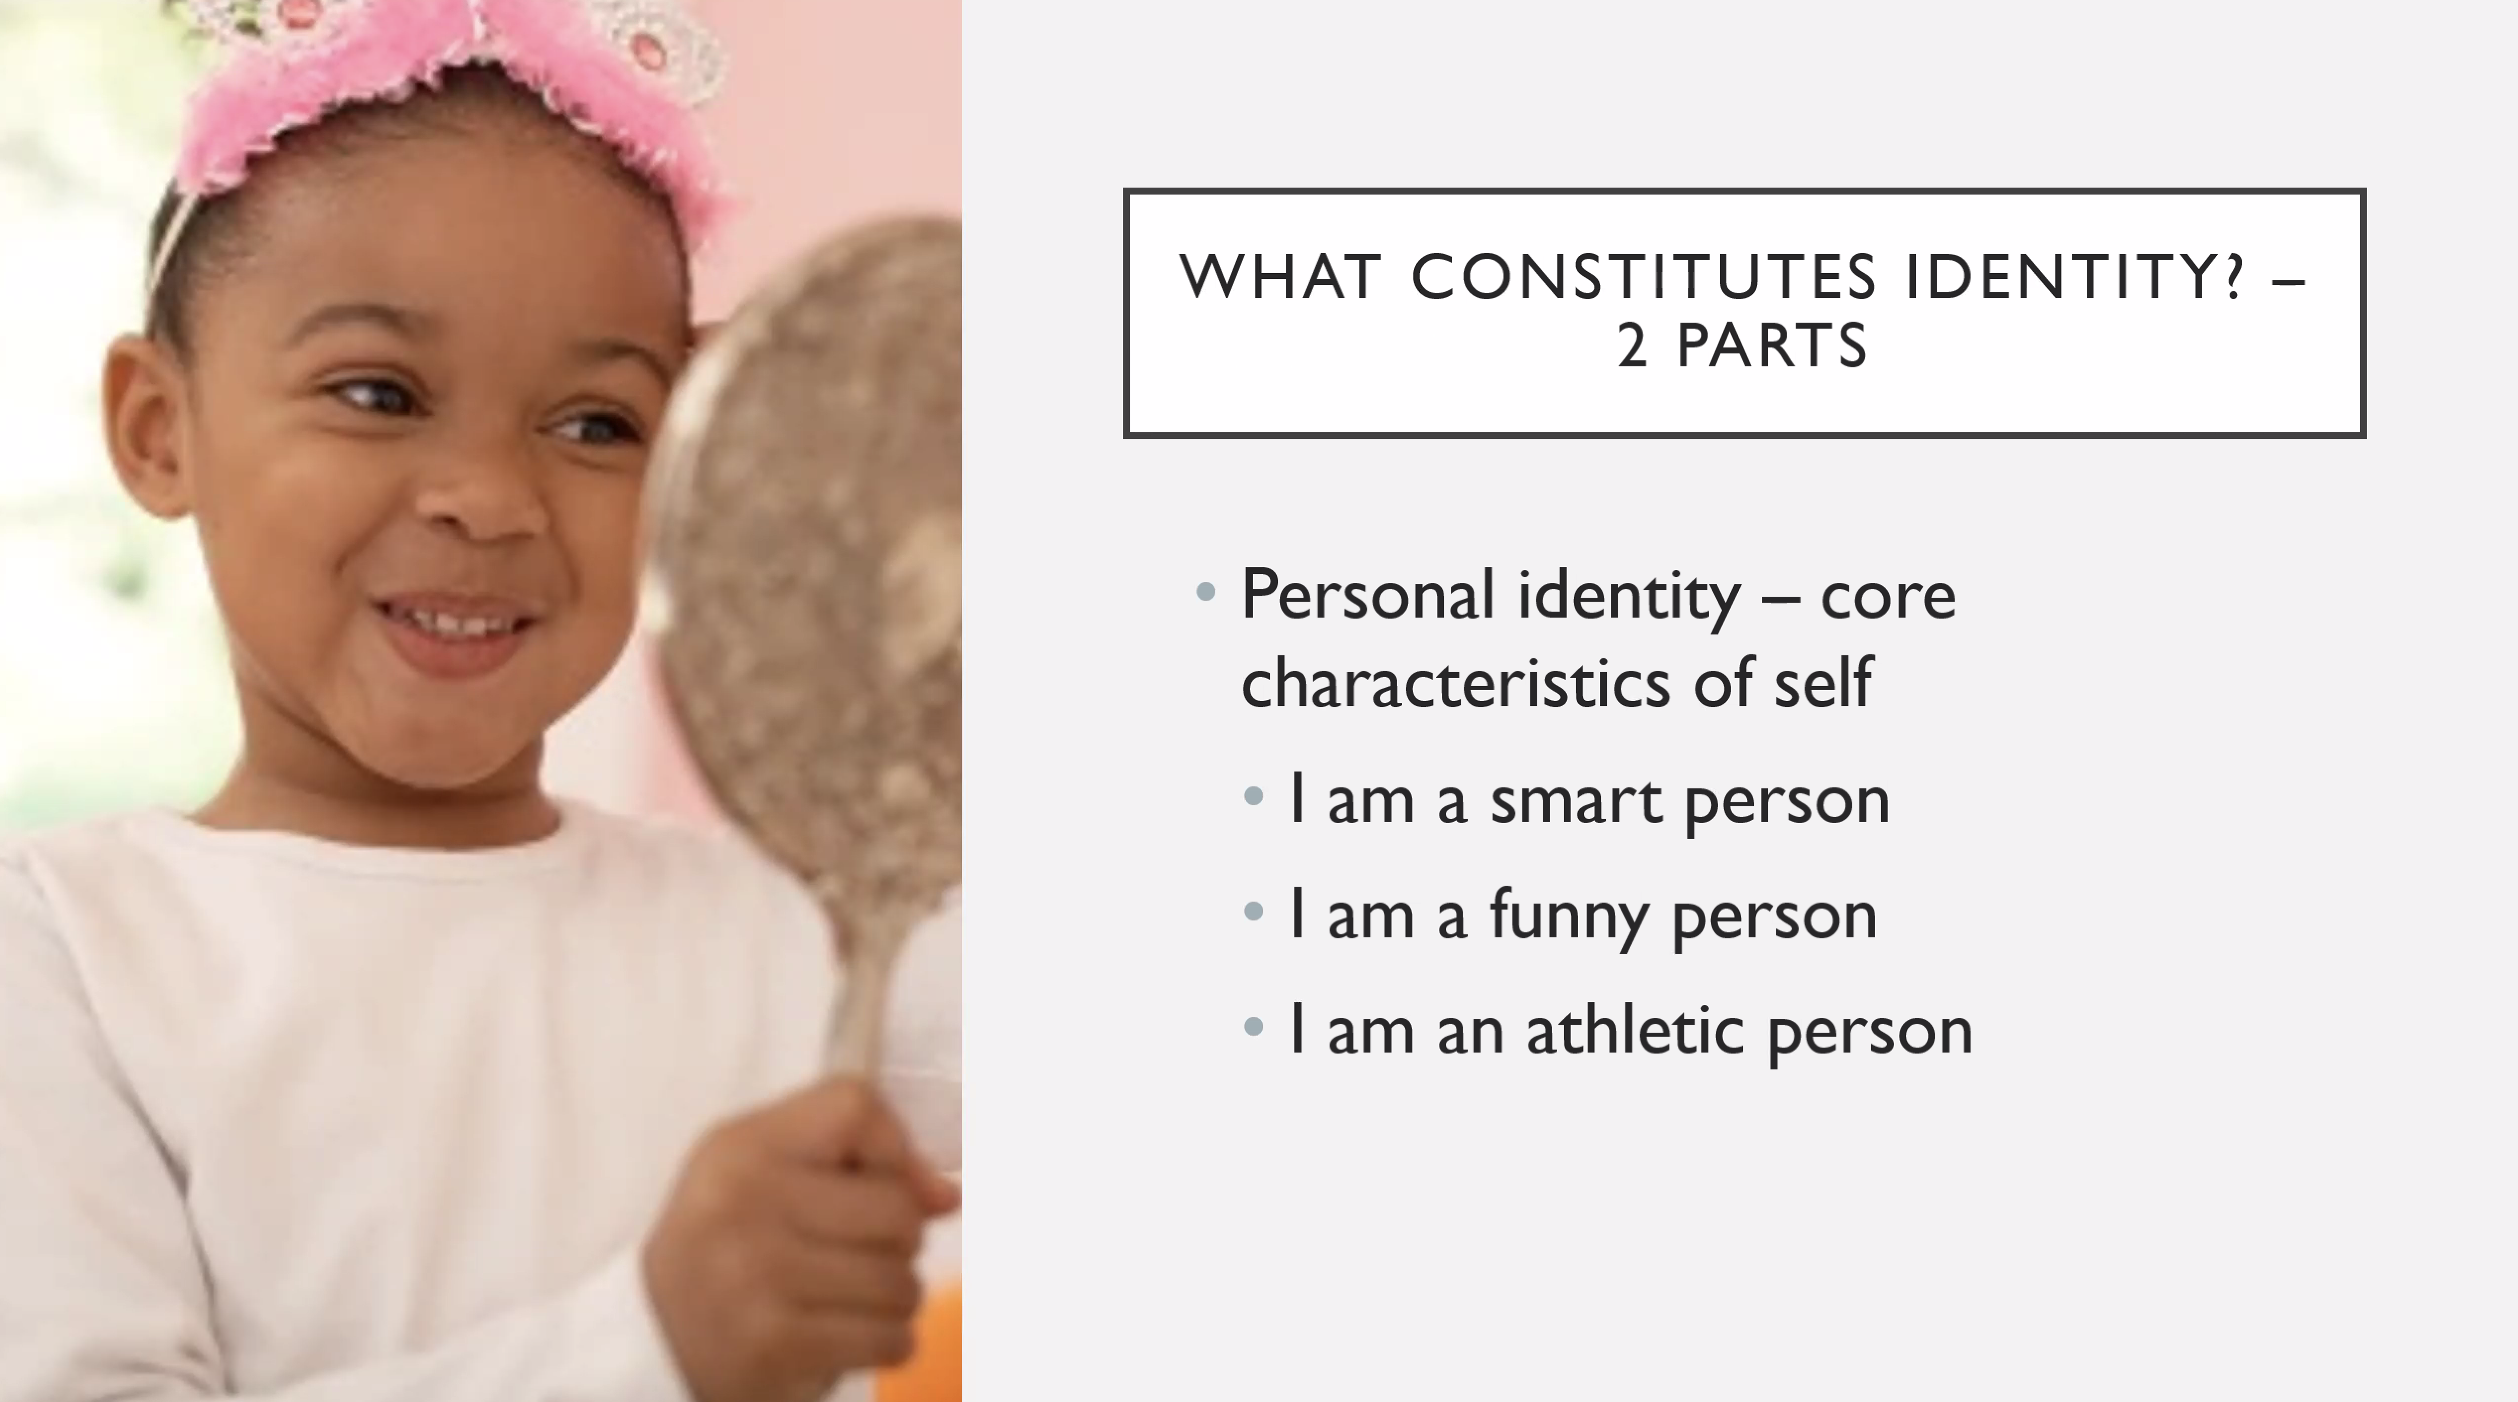 WHAT CONSTITUTES IDENTITY? –
2 PARTS
• Personal identity – core
characteristics of self
• I am a smart person
• I am a funny person
• I am an athletic person